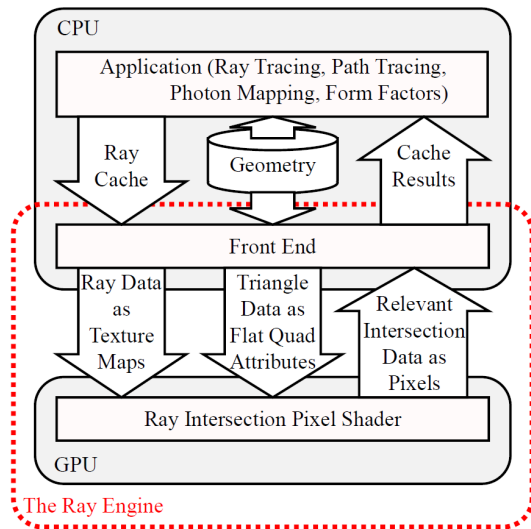 CPU
Application (Ray Tracing, Path Tracing,
Photon Mapping, Form Factors)
Ray
Cache
Geometry
Cache
Results
Front End
Ray Data
as
Texture
Maps
Triangle
Data as
Flat Quad
Attributes
Relevant
Intersection
Data as
Pixels
Ray Intersection Pixel Shader
GPU
The Ray Engine